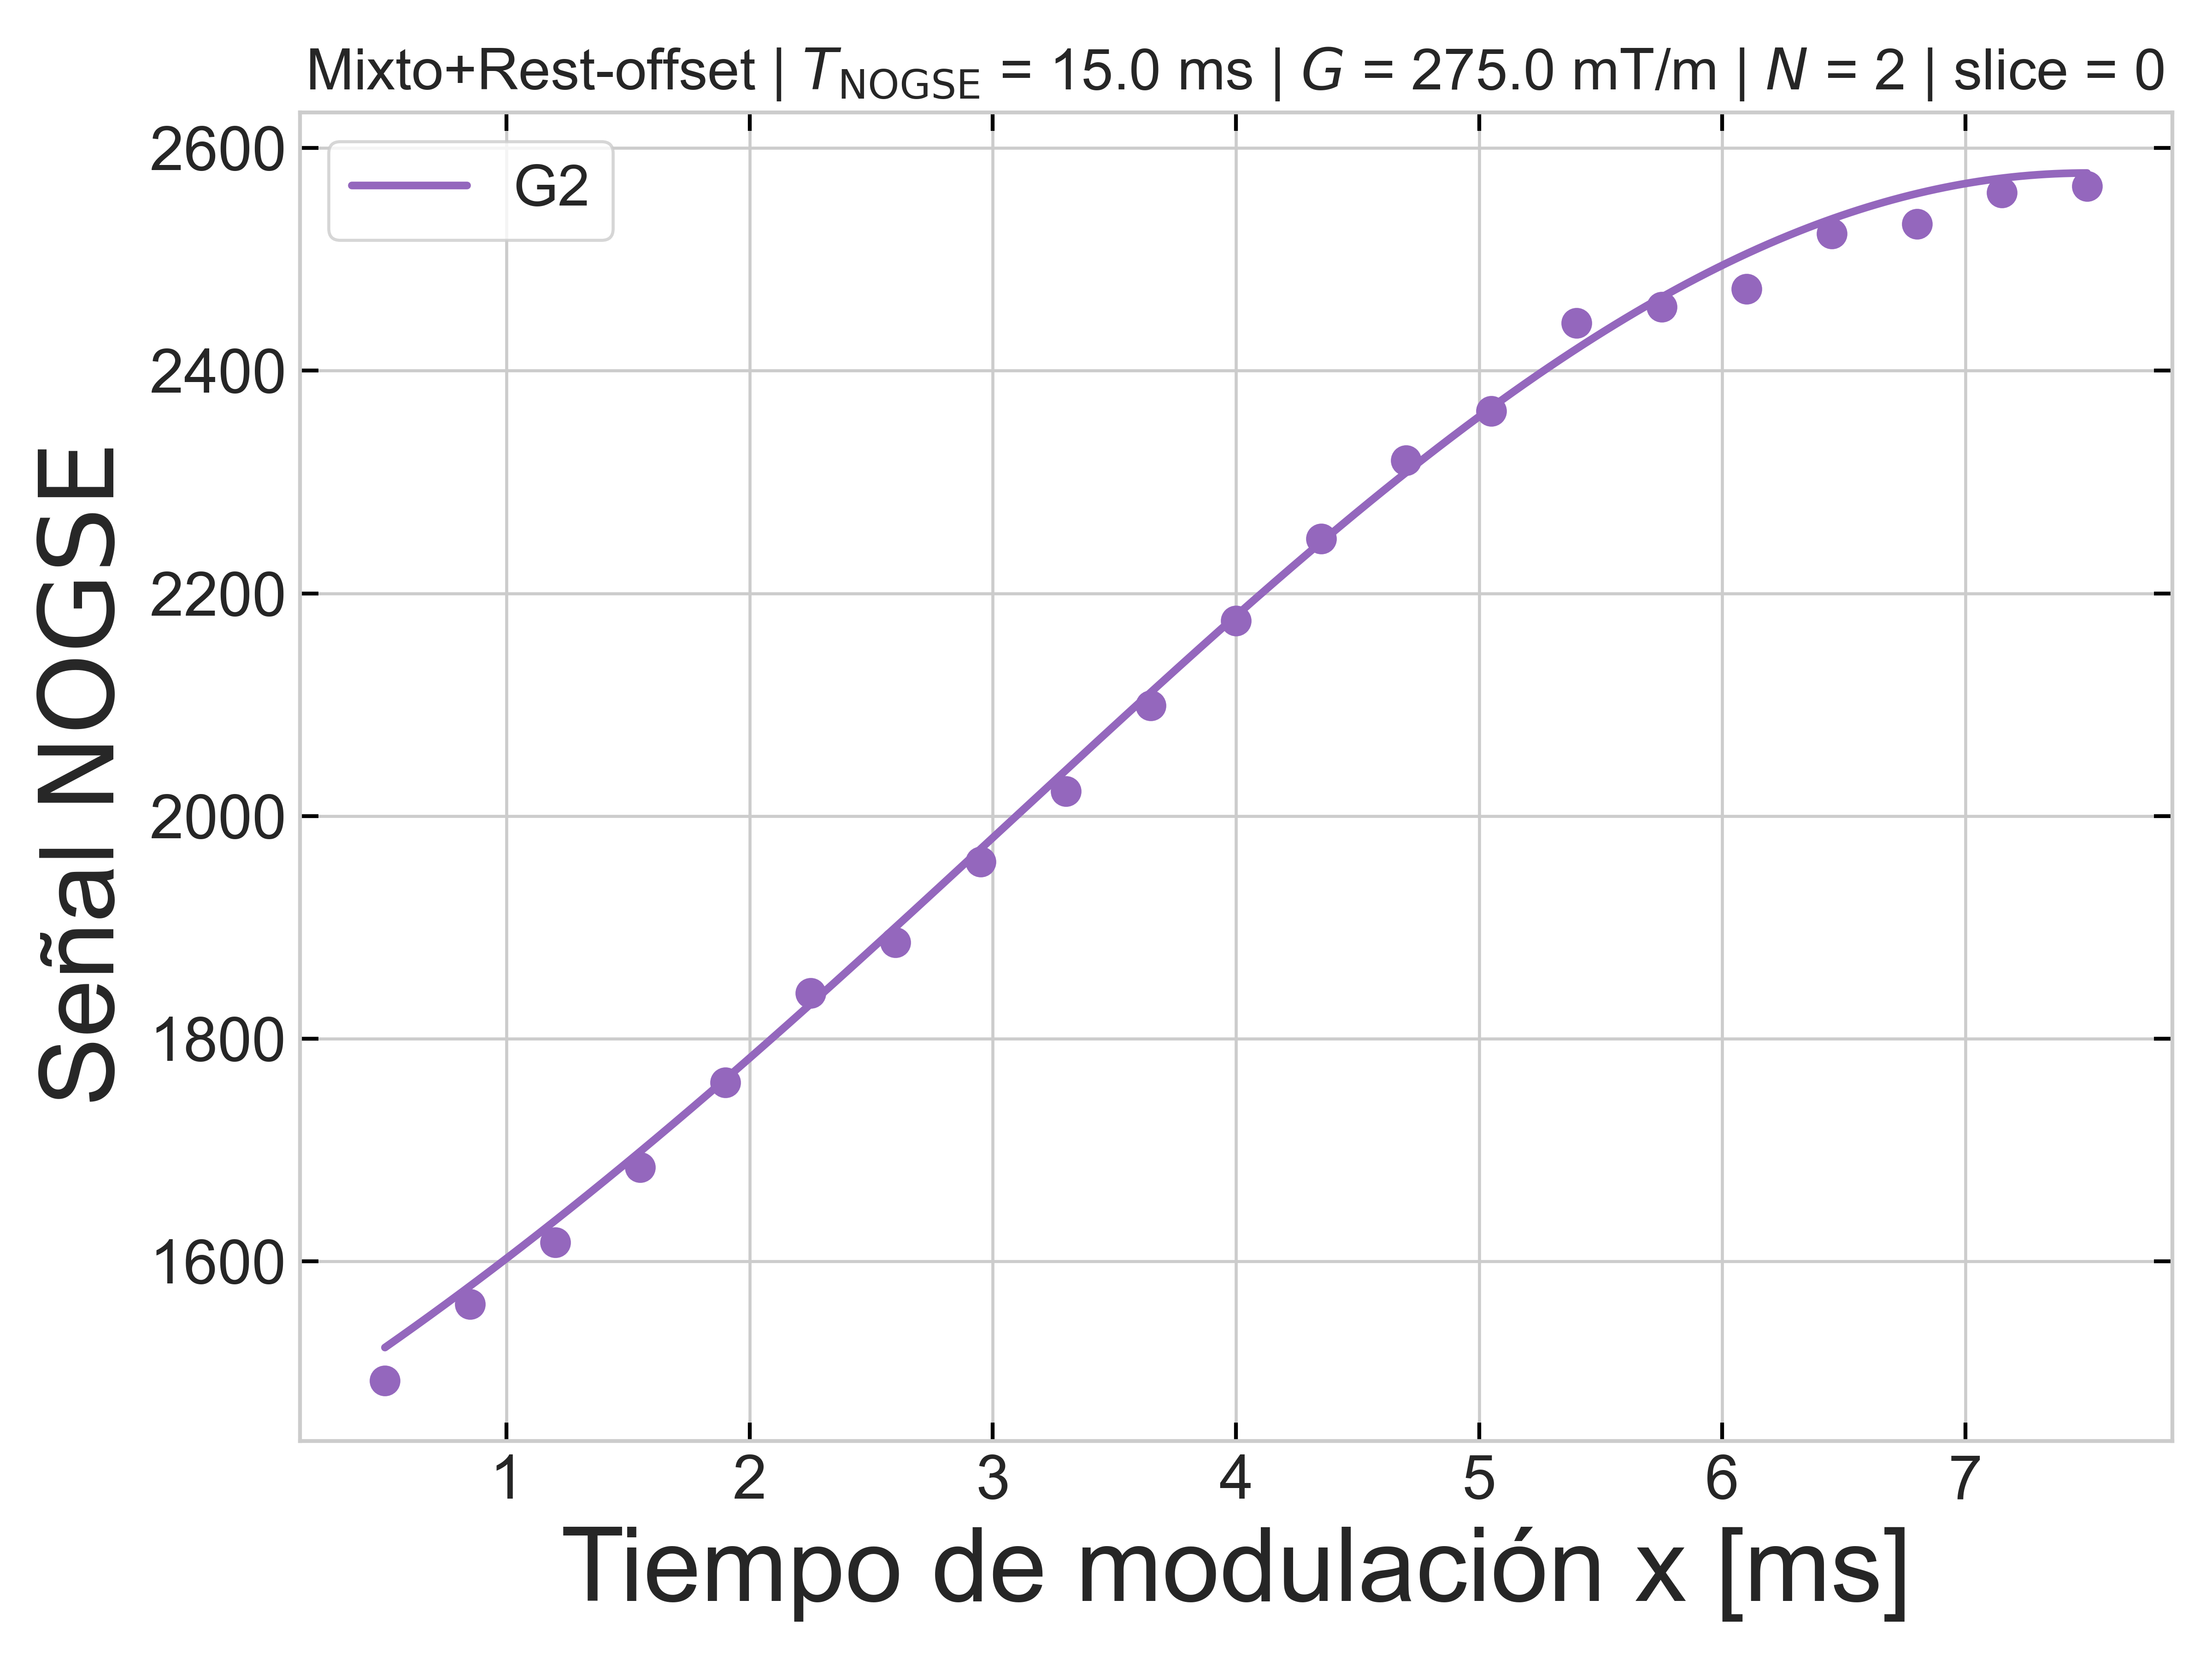 Mixto+Rest-offset | T_NOGSE = 15.0 ms | G = 275.0 mT/m | N = 2 | slice = 0
G2
2600
2400
2200
2000
1800
1600
Señal NOGSE
1 2 3 4 5 6 7
Tiempo de modulación x [ms]